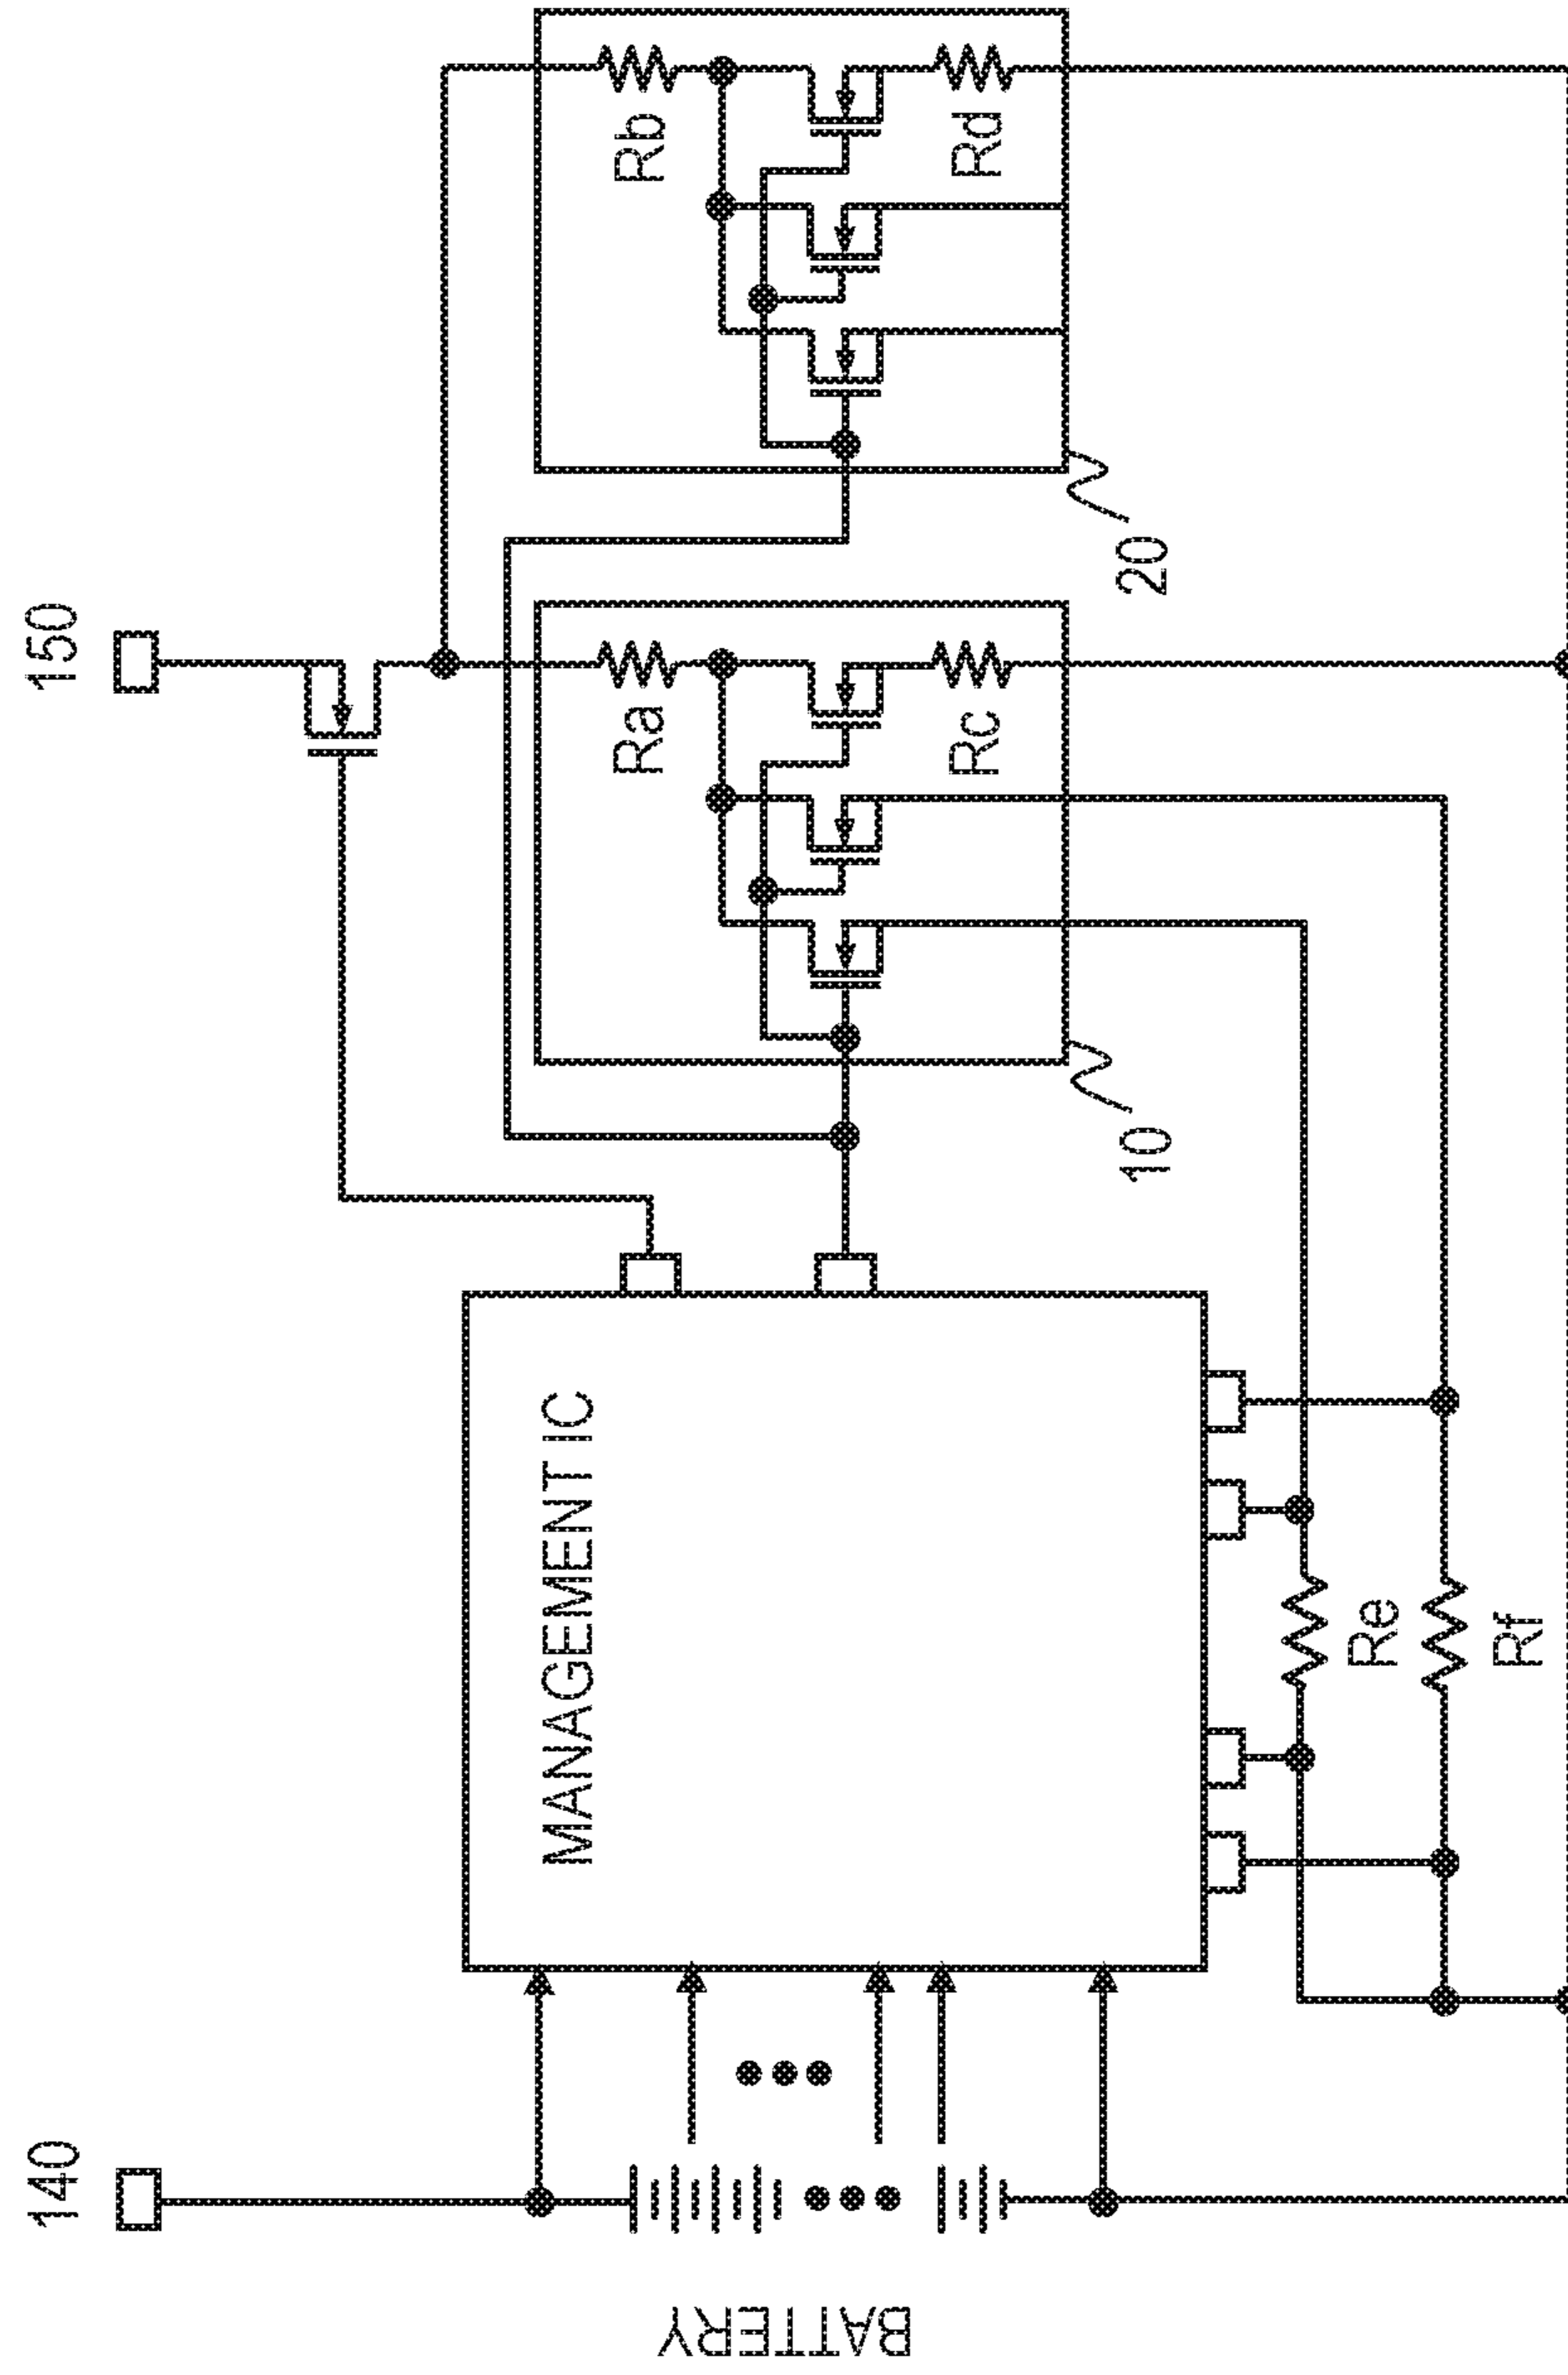 140
150
BATTERY
MANAGEMENT IC
Ra
Rb
Rc
Rd
10
20
Re
Rf